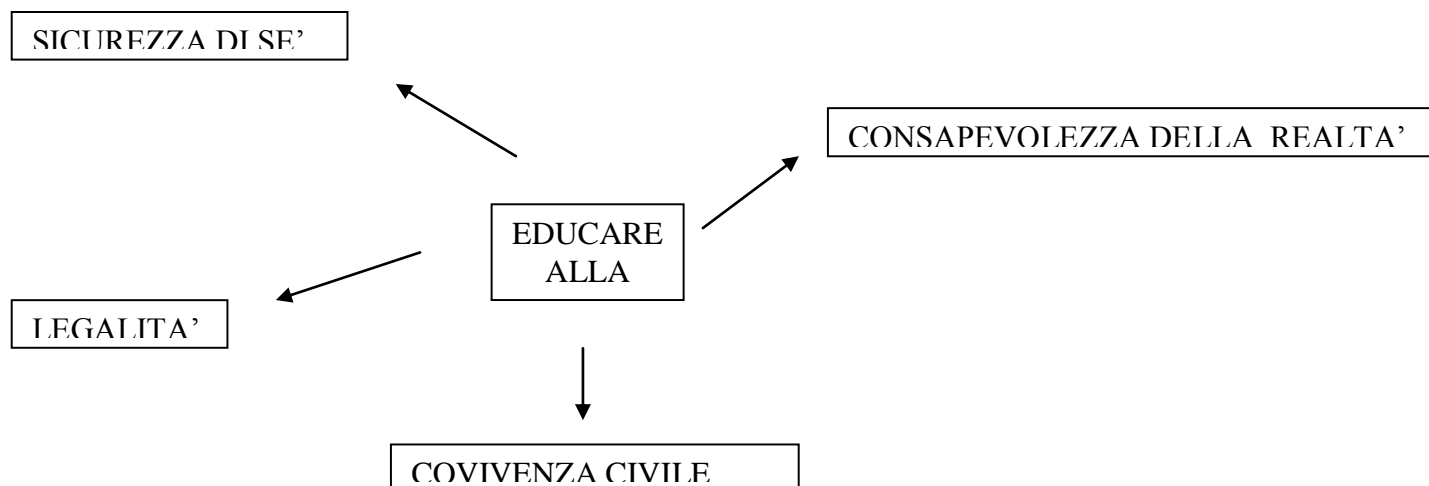 SICUREZZA DI SE’
CONSAPEVOLEZZA DELLA REALTA’
EDUCARE
ALLA
LEGALITA’
COVIVENZA CIVILE